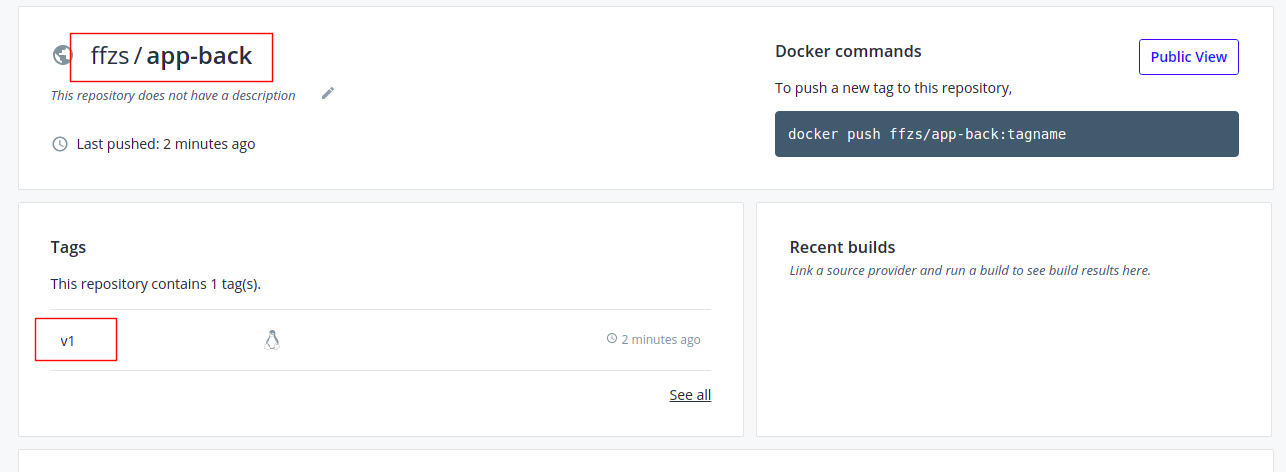 ffzs / app-back
This repository does not have a description
Last pushed: 2 minutes ago
Docker commands
Public View
To push a new tag to this repository,
docker push ffzs/app-back:tagname
Tags
This repository contains 1 tag(s).
v1
2 minutes ago
See all
Recent builds
Link a source provider and run a build to see build results here.